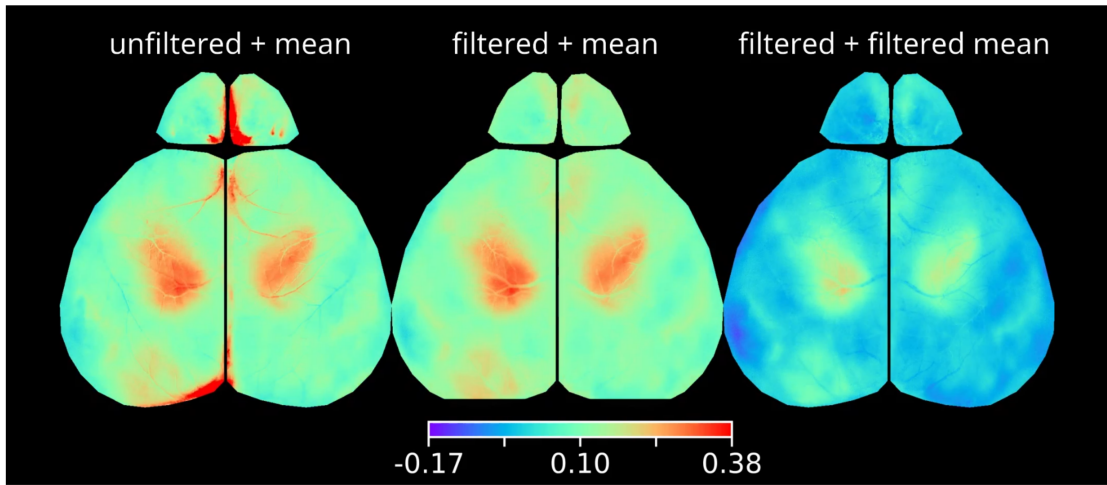 unfiltered + mean
filtered + mean
filtered + filtered mean
-0.17
0.10
0.38